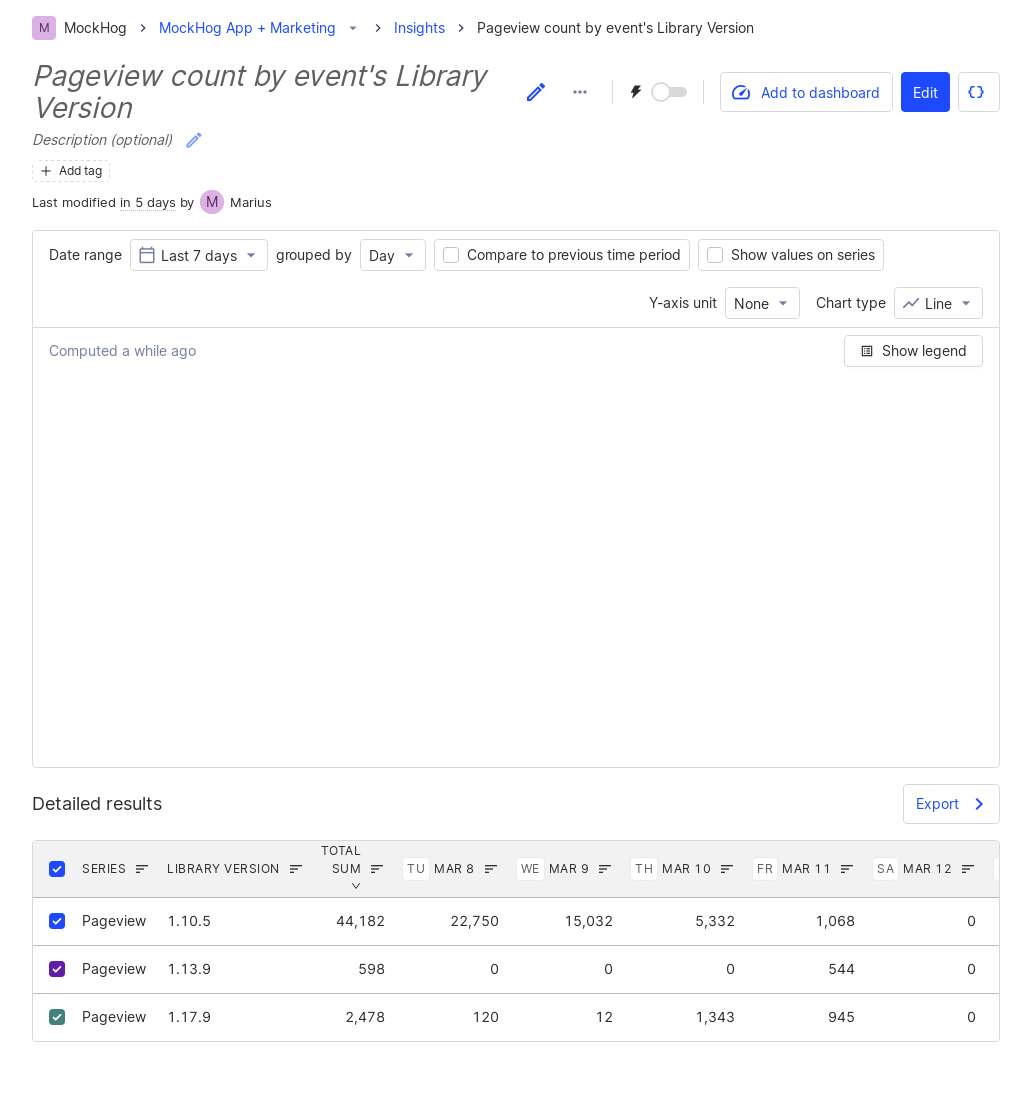 M MockHog MockHog App + Marketing Insights Pageview count by event's Library Version
Pageview count by event's Library
Version
Add to dashboard Edit
Description (optional)
Add tag
Last modified in 5 days by M Marius
Date range Last 7 days grouped by Day Compare to previous time period Show values on series
Y-axis unit None Chart type Line
Computed a while ago Show legend
Detailed results Export
SERIES LIBRARY VERSION TOTAL SUM TU MAR 8 WE MAR 9 TH MAR 10 FR MAR 11 SA MAR 12
Pageview 1.10.5 44,182 22,750 15,032 5,332 1,068 0
Pageview 1.13.9 598 0 0 0 544 0
Pageview 1.17.9 2,478 120 12 1,343 945 0